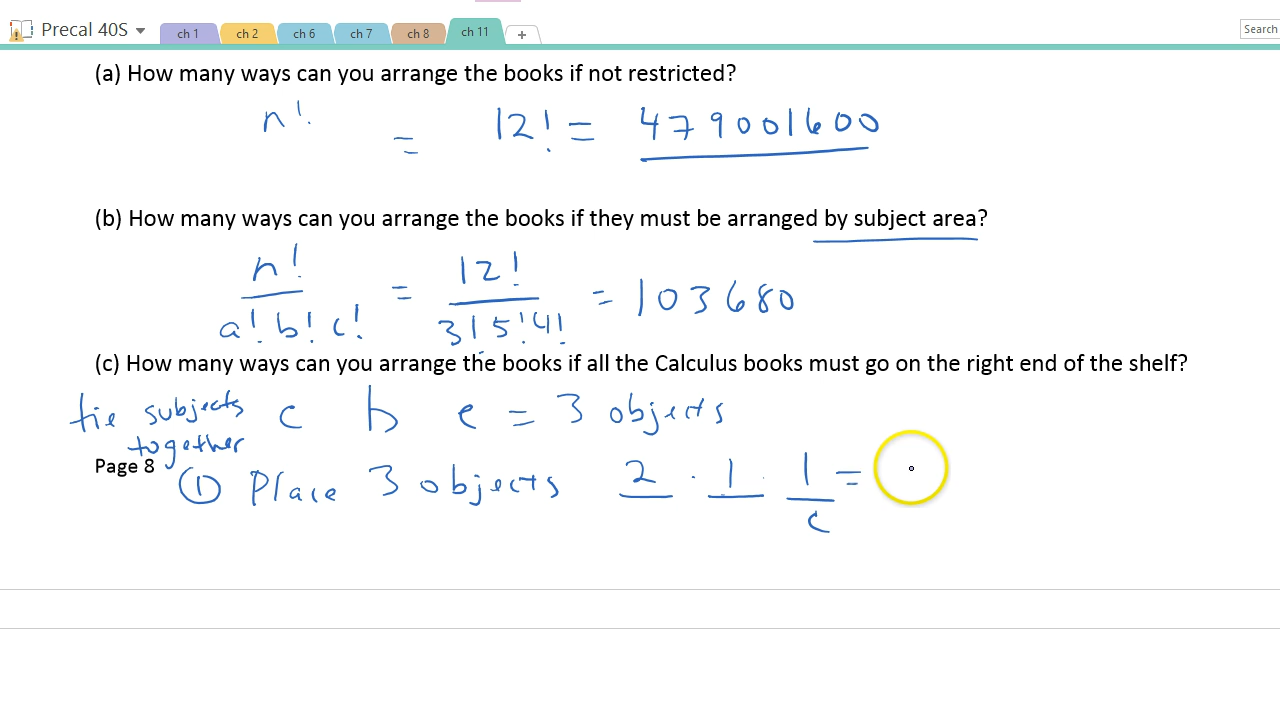 Precal 40S ch 1 ch 2 ch 6 ch 7 ch 8 ch 11 + Search
(a) How many ways can you arrange the books if not restricted?
n! = 12! = 479001600
(b) How many ways can you arrange the books if they must be arranged by subject area?
n! / a! b! c! = 12! / 3! 5! 4! = 103680
(c) How many ways can you arrange the books if all the Calculus books must go on the right end of the shelf?
tie subjects c b e = 3 objects
together
Page 8
① Place 3 objects 2 · 1 · 1 =
c